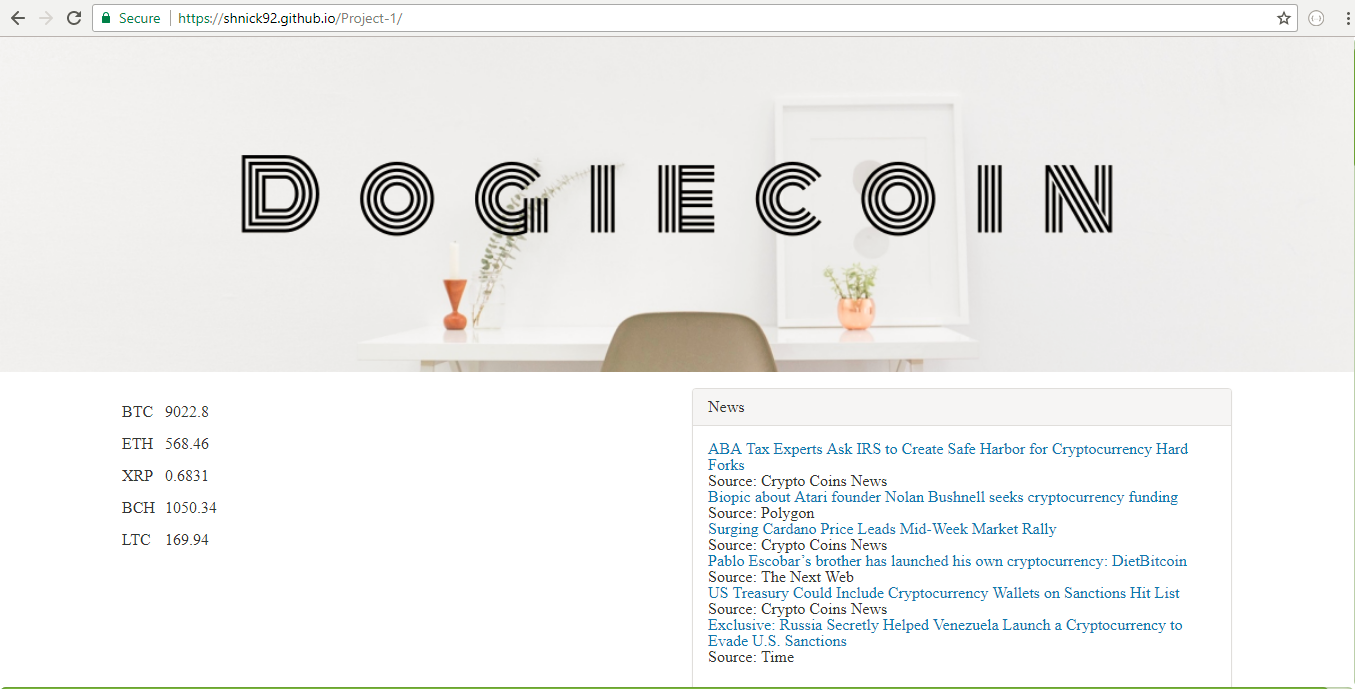 Secure | https://shnick92.github.io/Project-1/
DOGIECOIN
BTC 9022.8
ETH 568.46
XRP 0.6831
BCH 1050.34
LTC 169.94
News
ABA Tax Experts Ask IRS to Create Safe Harbor for Cryptocurrency Hard
Forks
Source: Crypto Coins News
Biopic about Atari founder Nolan Bushnell seeks cryptocurrency funding
Source: Polygon
Surging Cardano Price Leads Mid-Week Market Rally
Source: Crypto Coins News
Pablo Escobar’s brother has launched his own cryptocurrency: DietBitcoin
Source: The Next Web
US Treasury Could Include Cryptocurrency Wallets on Sanctions Hit List
Source: Crypto Coins News
Exclusive: Russia Secretly Helped Venezuela Launch a Cryptocurrency to
Evade U.S. Sanctions
Source: Time